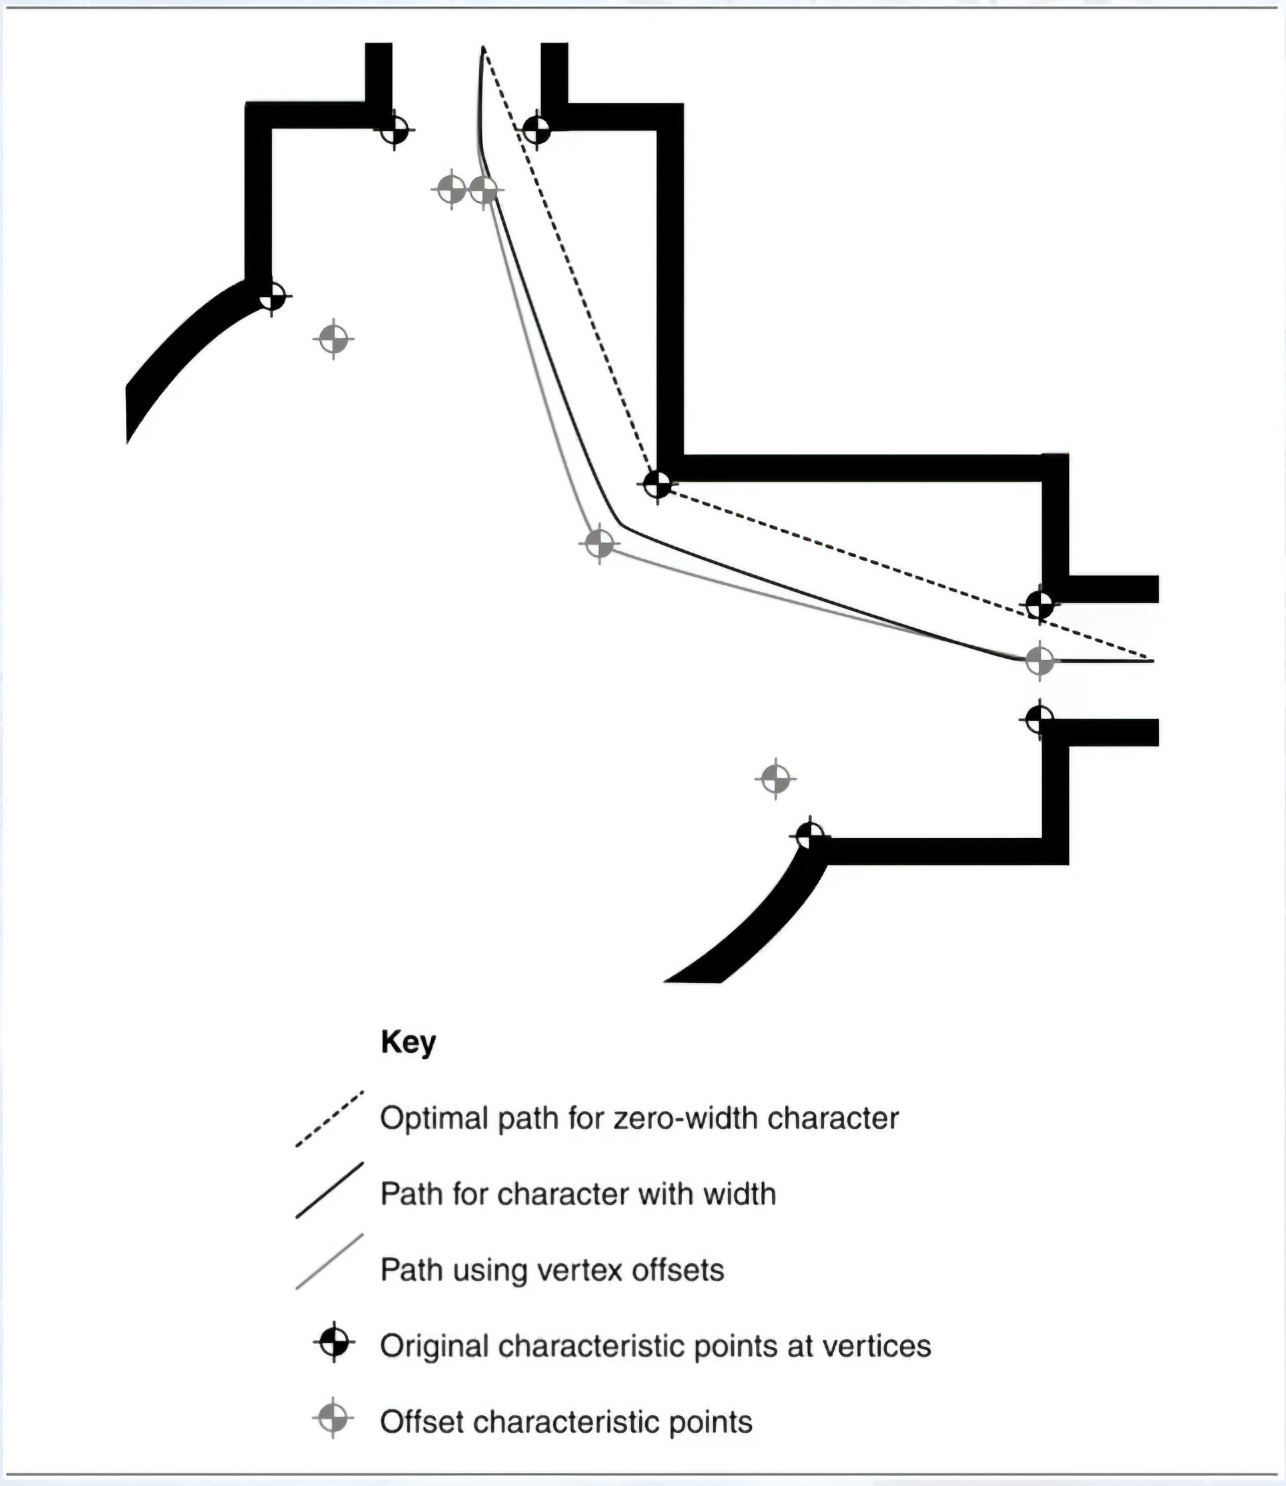 Key
Optimal path for zero-width character
Path for character with width
Path using vertex offsets
Original characteristic points at vertices
Offset characteristic points